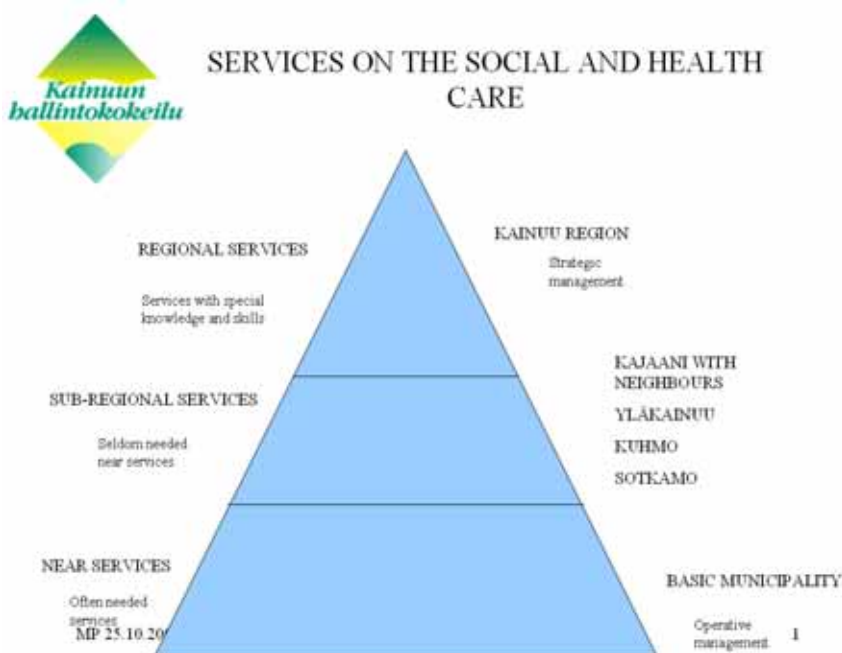 Kainuun
hallintokokeilu
SERVICES ON THE SOCIAL AND HEALTH
CARE
REGIONAL SERVICES
Services with special
knowledge and skills
KAINUU REGION
Strategic
management
SUB-REGIONAL SERVICES
Seldom needed
near services
KAJAANI WITH
NEIGHBOURS
YLÄKAINUU
KUHMO
SOTKAMO
NEAR SERVICES
Often needed
services
BASIC MUNICIPALITY
Operative
management
MP 25.10.20
1